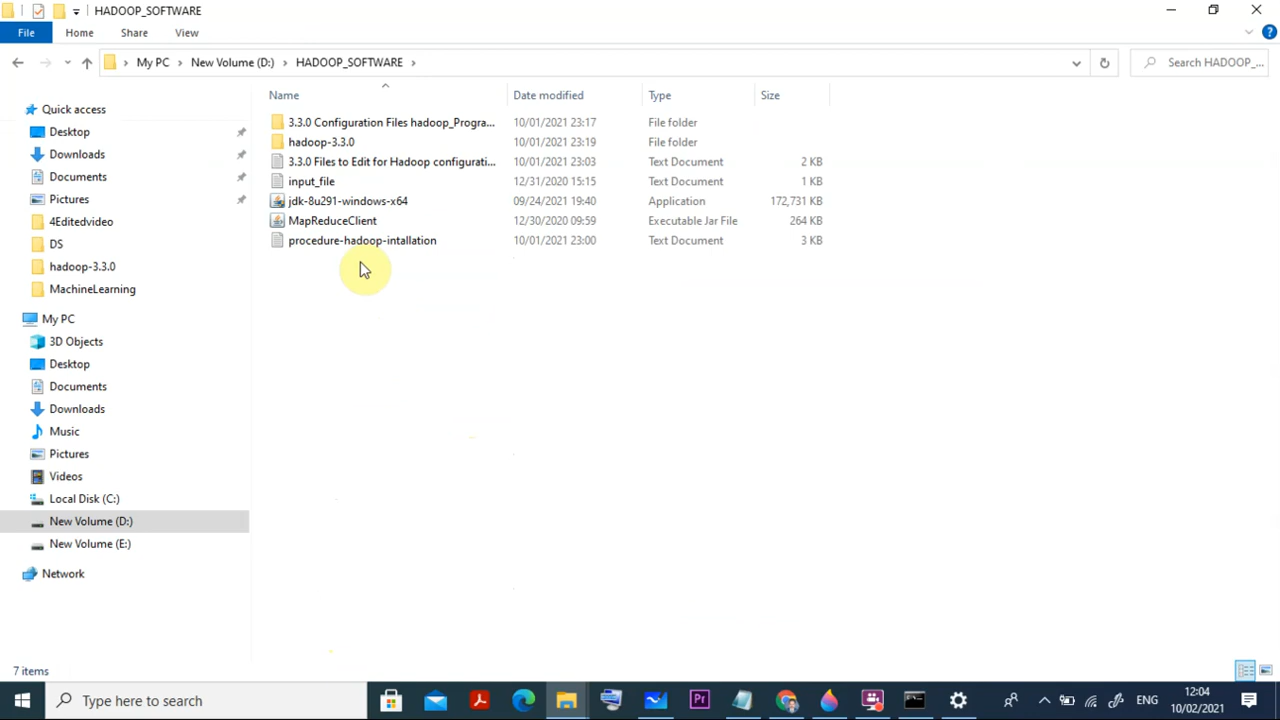 HADOOP_SOFTWARE
File
Home
Share
View
My PC
New Volume (D:)
HADOOP_SOFTWARE
Search HADOOP_...
Name
Date modified
Type
Size
3.3.0 Configuration Files hadoop_Progra... 10/01/2021 23:17 File folder
hadoop-3.3.0 10/01/2021 23:19 File folder
3.3.0 Files to Edit for Hadoop configurati... 10/01/2021 23:03 Text Document 2 KB
input_file 12/31/2020 15:15 Text Document 1 KB
jdk-8u291-windows-x64 09/24/2021 19:40 Application 172,731 KB
MapReduceClient 12/30/2020 09:59 Executable Jar File 264 KB
procedure-hadoop-intallation 10/01/2021 23:00 Text Document 3 KB
Quick access
Desktop
Downloads
Documents
Pictures
4Editedvideo
DS
hadoop-3.3.0
MachineLearning
My PC
3D Objects
Desktop
Documents
Downloads
Music
Pictures
Videos
Local Disk (C:)
New Volume (D:)
New Volume (E:)
Network
7 items
Type here to search
Pr
ENG
12:04
10/02/2021